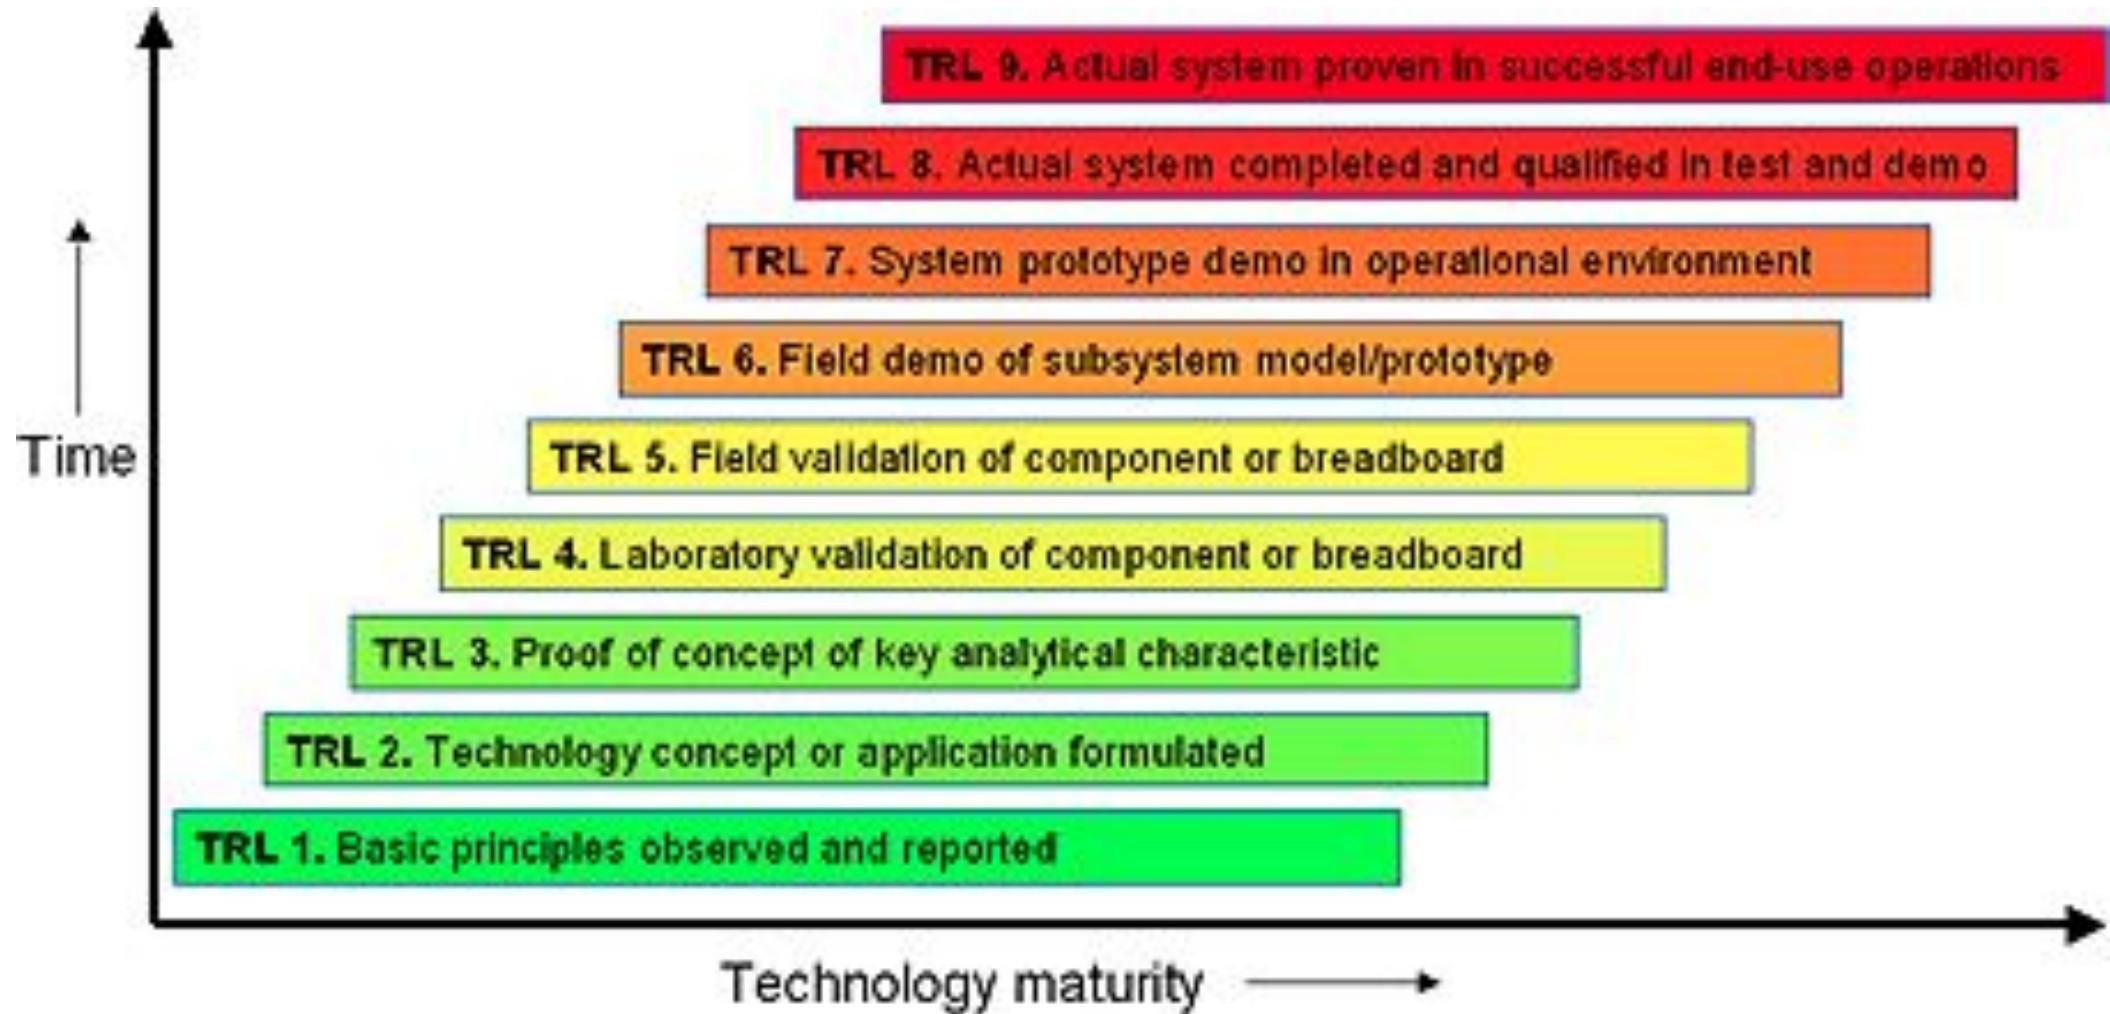 TRL 9. Actual system proven in successful end-use operations
TRL 8. Actual system completed and qualified in test and demo
TRL 7. System prototype demo in operational environment
TRL 6. Field demo of subsystem model/prototype
TRL 5. Field validation of component or breadboard
Time
TRL 4. Laboratory validation of component or breadboard
TRL 3. Proof of concept of key analytical characteristic
TRL 2. Technology concept or application formulated
TRL 1. Basic principles observed and reported
Technology maturity